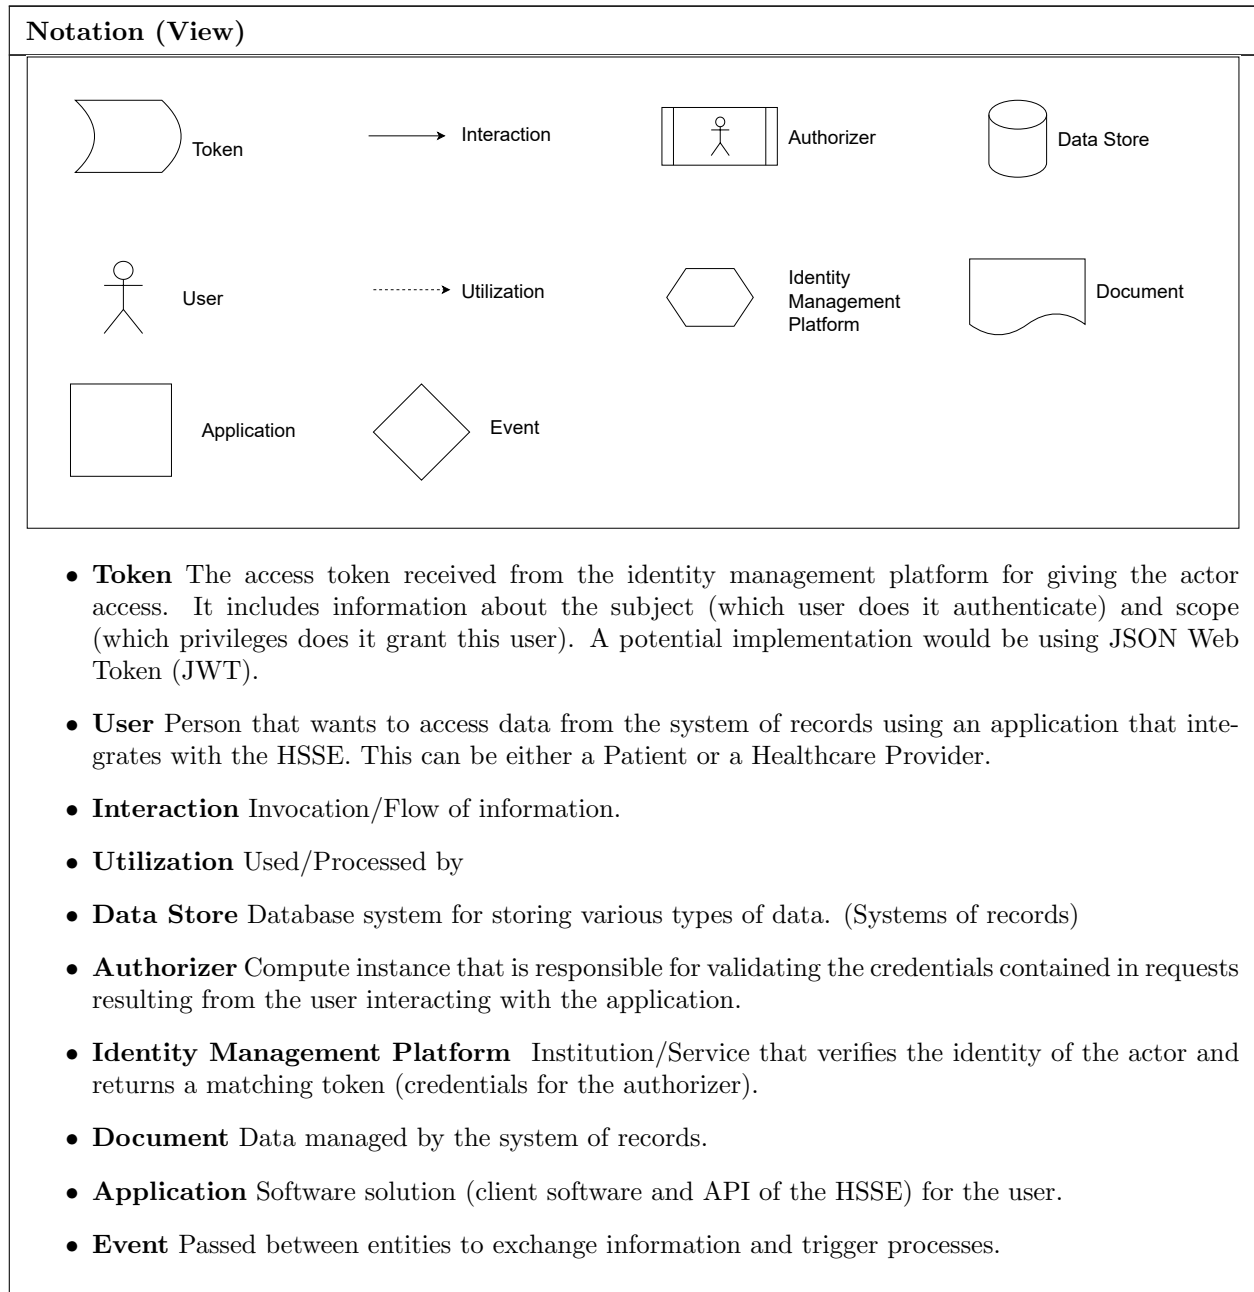 Notation (View)
Token
Interaction
Authorizer
Data Store
User
Utilization
Identity
Management
Platform
Document
Application
Event
• Token The access token received from the identity management platform for giving the actor
access. It includes information about the subject (which user does it authenticate) and scope
(which privileges does it grant this user). A potential implementation would be using JSON Web
Token (JWT).
• User Person that wants to access data from the system of records using an application that inte-
grates with the HSSE. This can be either a Patient or a Healthcare Provider.
• Interaction Invocation/Flow of information.
• Utilization Used/Processed by
• Data Store Database system for storing various types of data. (Systems of records)
• Authorizer Compute instance that is responsible for validating the credentials contained in requests
resulting from the user interacting with the application.
• Identity Management Platform Institution/Service that verifies the identity of the actor and
returns a matching token (credentials for the authorizer).
• Document Data managed by the system of records.
• Application Software solution (client software and API of the HSSE) for the user.
• Event Passed between entities to exchange information and trigger processes.